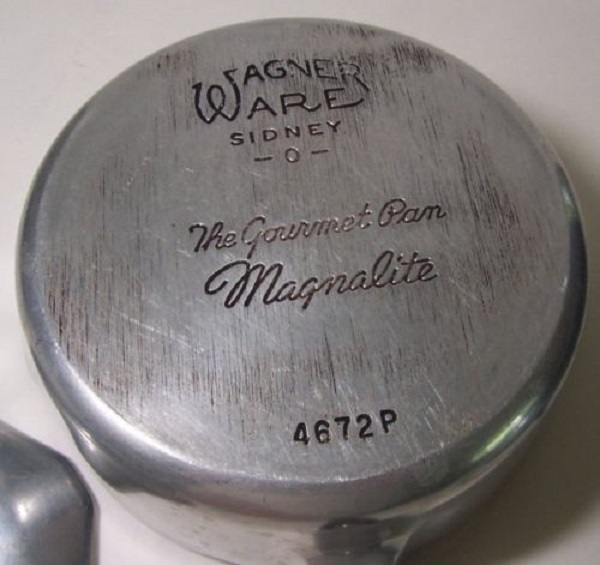 WAGNER
WARE
SIDNEY
-O-
The Gourmet Pan
Magnalite
4672P